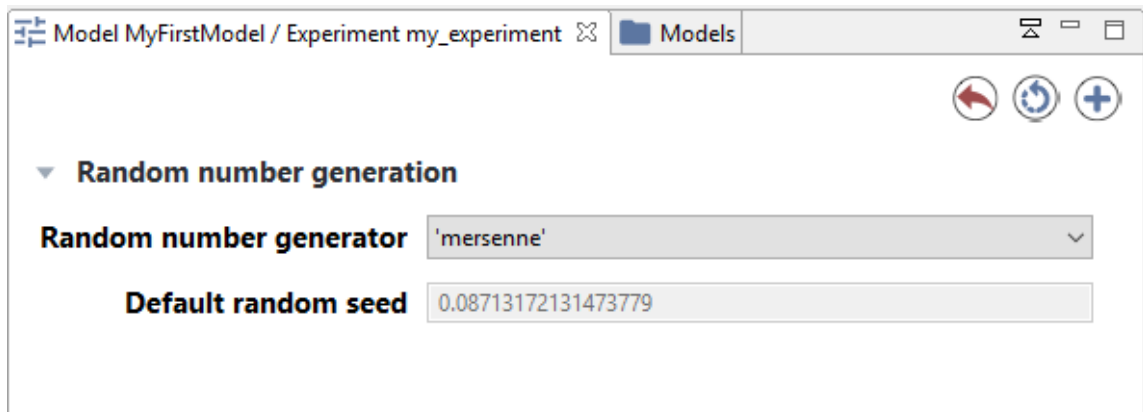 Model MyFirstModel / Experiment my_experiment Models
Random number generation
Random number generator 'mersenne'
Default random seed 0.08713172131473779